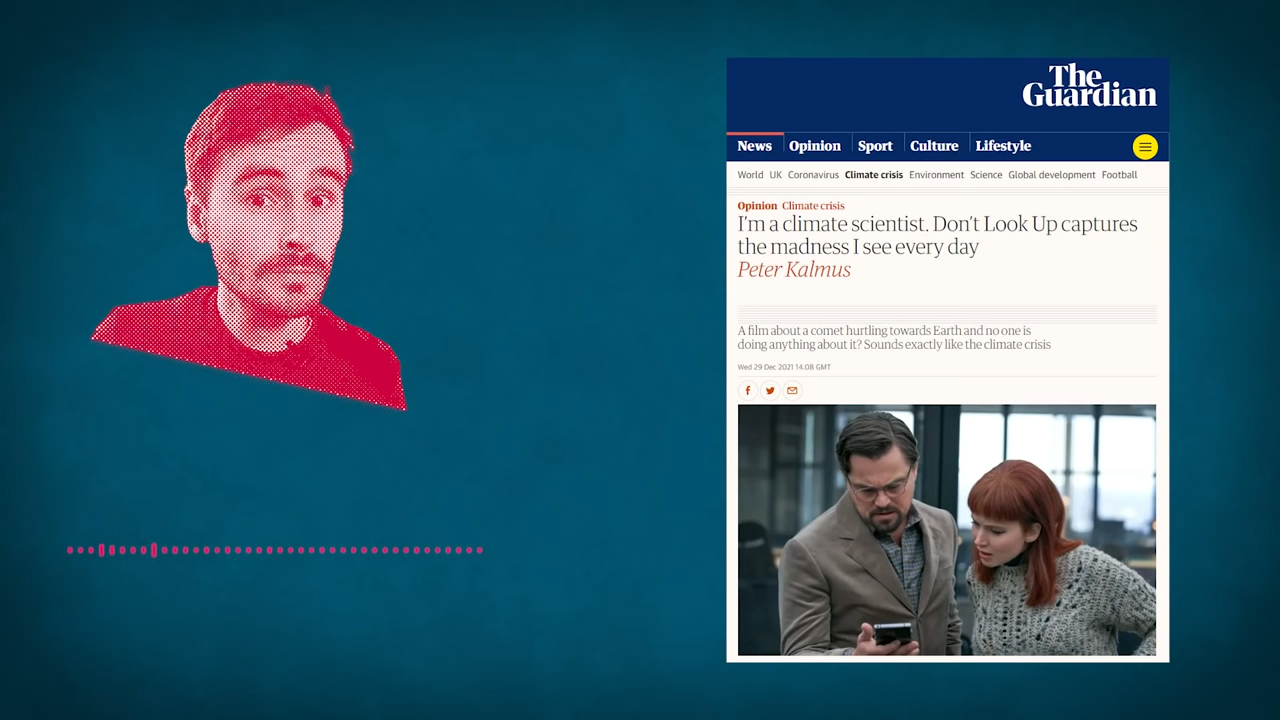 The
Guardian
News Opinion Sport Culture Lifestyle
World UK Coronavirus Climate crisis Environment Science Global development Football
Opinion Climate crisis
I'm a climate scientist. Don't Look Up captures
the madness I see every day
Peter Kalmus
A film about a comet hurtling towards Earth and no one is
doing anything about it? Sounds exactly like the climate crisis
Wed 29 Dec 2021 14.08 GMT